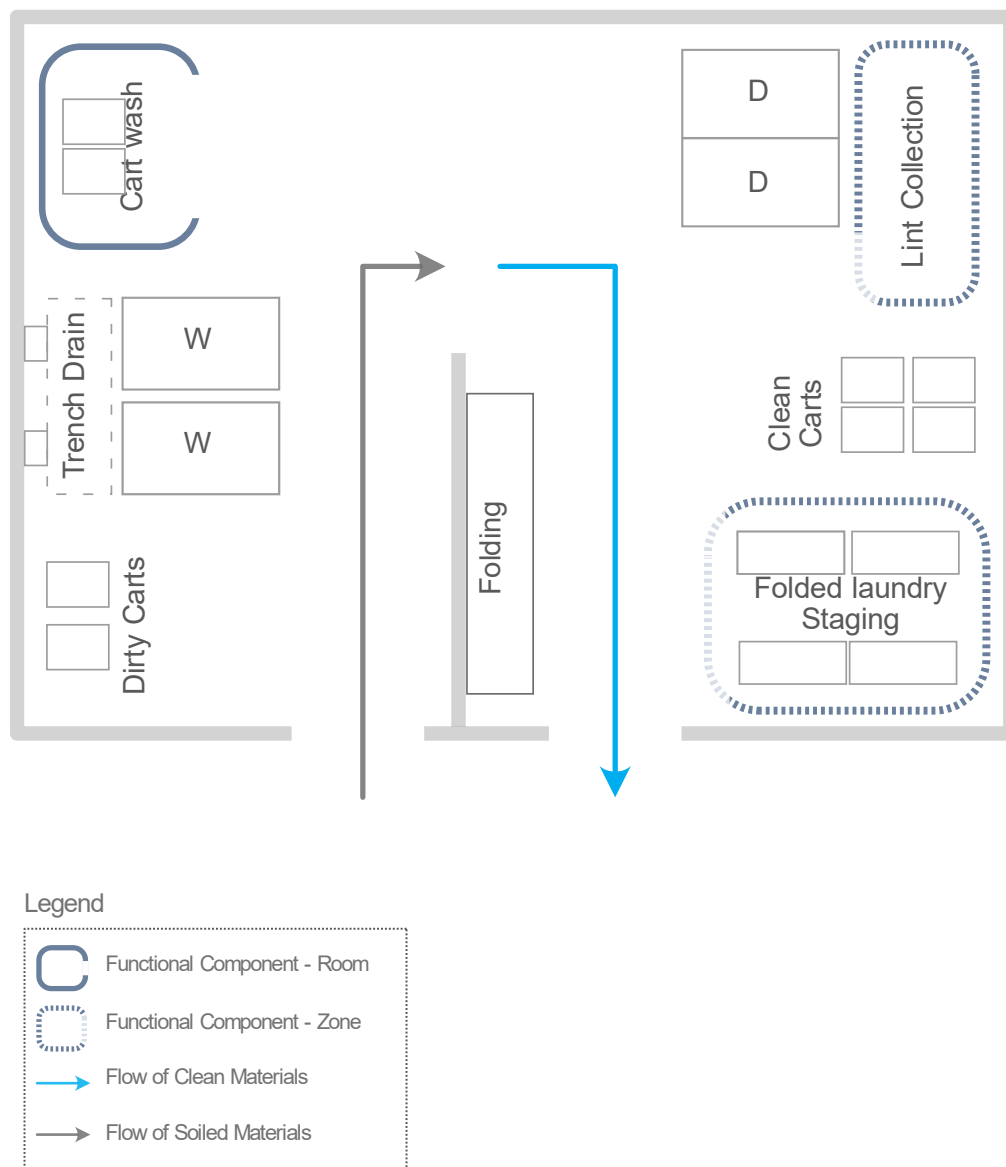 Cart wash
D
D
Lint Collection
Trench Drain
W
W
Clean
Carts
Folding
Dirty Carts
Folded laundry
Staging
Legend
Functional Component - Room
Functional Component - Zone
Flow of Clean Materials
Flow of Soiled Materials